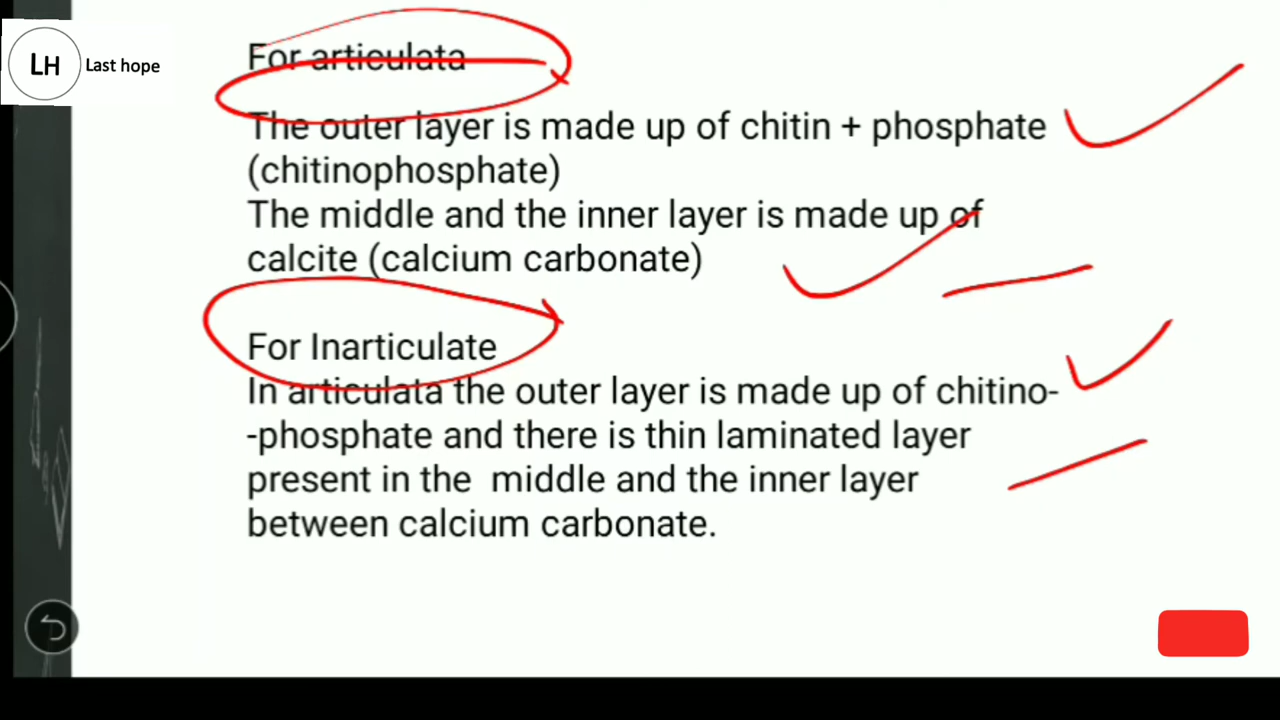 LH Last hope
For articulata
The outer layer is made up of chitin + phosphate
(chitinophosphate)
The middle and the inner layer is made up of
calcite (calcium carbonate)
For Inarticulate
In articulata the outer layer is made up of chitino-
-phosphate and there is thin laminated layer
present in the middle and the inner layer
between calcium carbonate.